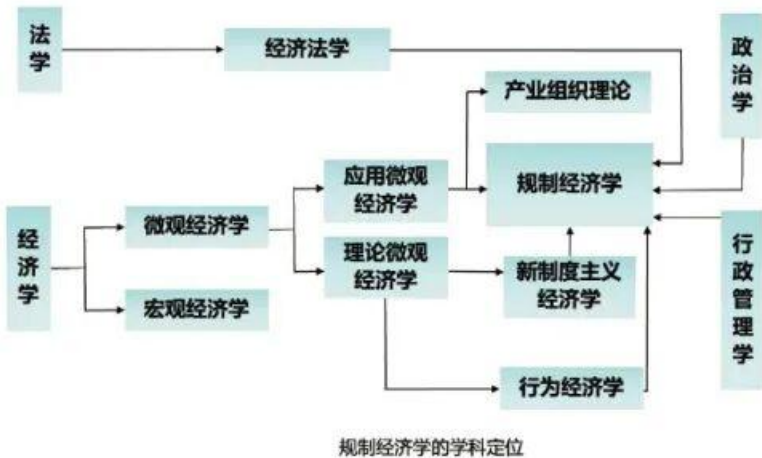 法学
经济法学
政治学
产业组织理论
应用微观
经济学
规制经济学
经济学
微观经济学
理论微观
经济学
新制度主义
经济学
行政管理学
宏观经济学
行为经济学
规制经济学的学科定位